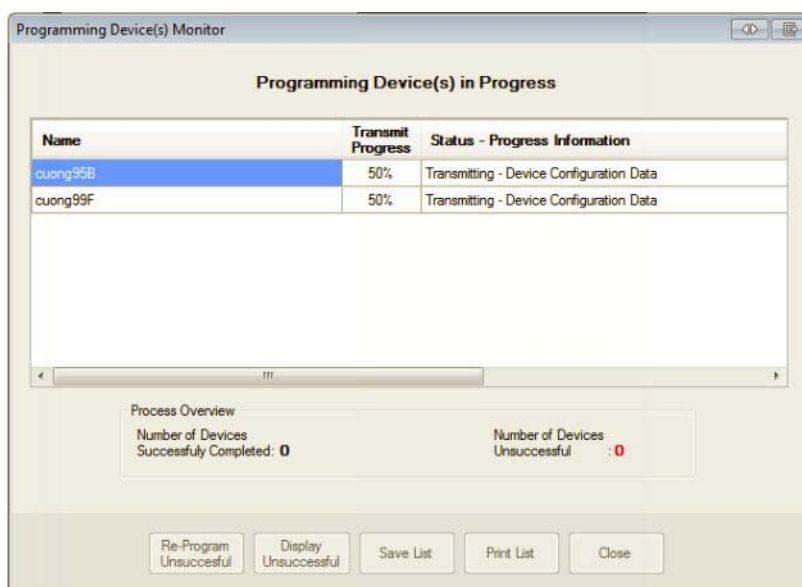 Programming Device(s) Monitor
Programming Device(s) in Progress
Name
Transmit
Progress
Status - Progress Information
cuong95B
50%
Transmitting - Device Configuration Data
cuong99F
50%
Transmitting - Device Configuration Data
Process Overview
Number of Devices
Successfuly Completed: 0
Number of Devices
Unsuccessful : 0
Re-Program
Unsuccesful
Display
Unsuccessful
Save List
Print List
Close